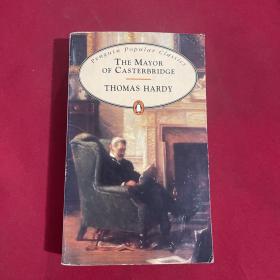 Penguin Popular Classics
THE MAYOR
OF CASTERBRIDGE
THOMAS HARDY